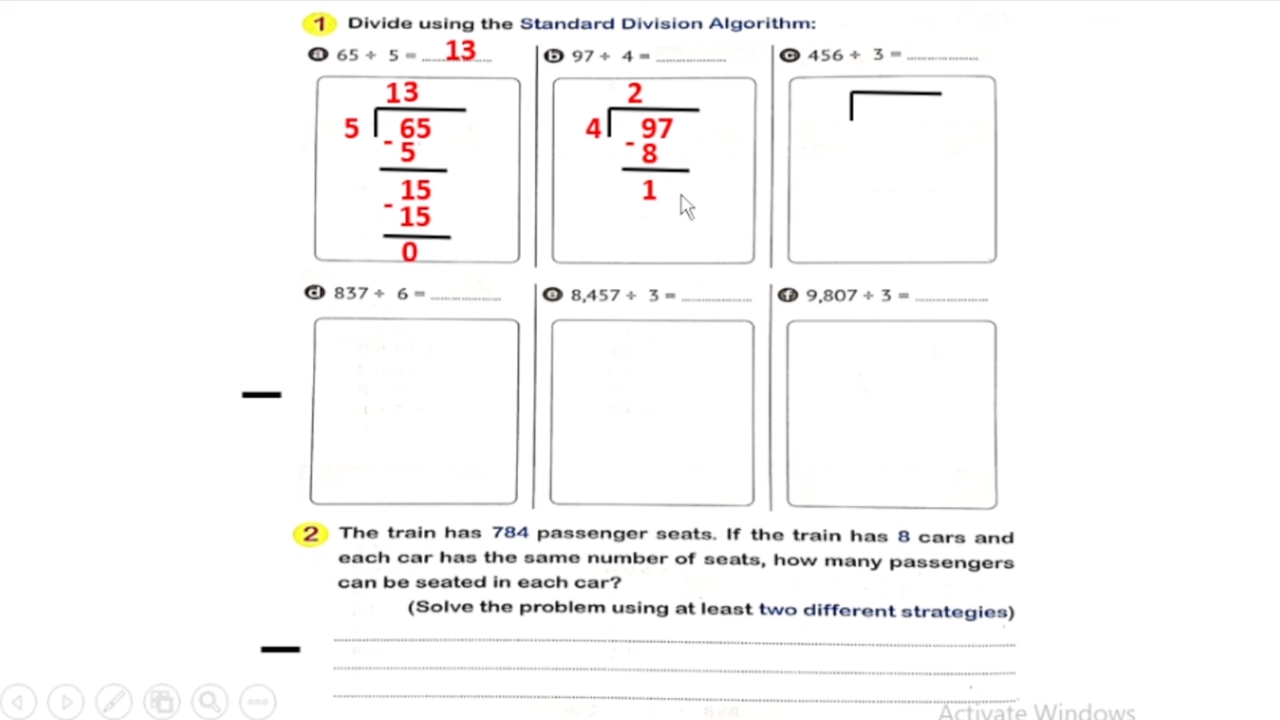 1 Divide using the Standard Division Algorithm:
a 65 ÷ 5 = 13
13
5 65
- 5
15
- 15
0
b 97 ÷ 4 = ....................
2
4 97
- 8
1
c 456 ÷ 3 = ....................
d 837 ÷ 6 = ....................
e 8,457 ÷ 3 = ....................
f 9,807 ÷ 3 = ....................
2 The train has 784 passenger seats. If the train has 8 cars and
each car has the same number of seats, how many passengers
can be seated in each car?
(Solve the problem using at least two different strategies)
Activate Windows